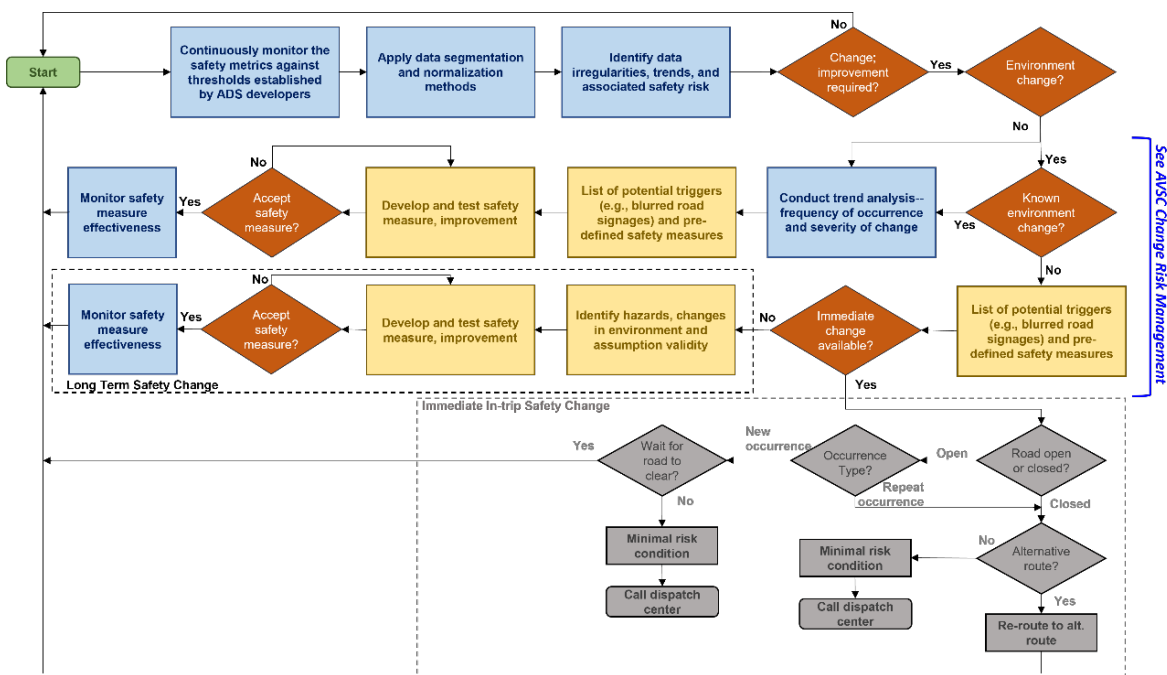 No
Start
Continuously monitor the
safety metrics against
thresholds established
by ADS developers
Apply data segmentation
and normalization
methods
Identify data
irregularities, trends, and
associated safety risk
Change;
improvement
required?
Yes
Environment
change?
No
Yes
See AVSC Change Risk Management
Monitor safety
measure
effectiveness
Yes
Accept
safety
measure?
No
Develop and test safety
measure, improvement
List of potential triggers
(e.g., blurred road
signages) and pre-
defined safety measures
Conduct trend analysis--
frequency of occurrence
and severity of change
Yes
Known
environment
change?
No
Monitor safety
measure
effectiveness
Yes
Accept
safety
measure?
No
Develop and test safety
measure, improvement
Identify hazards, changes
in environment and
assumption validity
No
Immediate
change
available?
List of potential triggers
(e.g., blurred road
signages) and pre-
defined safety measures
Long Term Safety Change
Yes
Immediate In-trip Safety Change
Yes
Wait for
road to
clear?
New
occurrence
Occurrence
Type?
Open
Road open
or closed?
No
Repeat
occurrence
Closed
Minimal risk
condition
Call dispatch
center
Minimal risk
condition
Call dispatch
center
No
Alternative
route?
Yes
Re-route to alt.
route